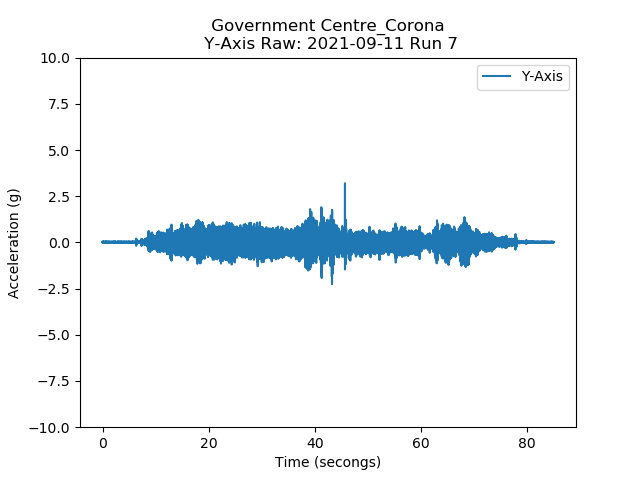 Government Centre_Corona
Y-Axis Raw: 2021-09-11 Run 7
Y-Axis
10.0
7.5
5.0
2.5
0.0
−2.5
−5.0
−7.5
−10.0
Acceleration (g)
0 20 40 60 80
Time (secongs)